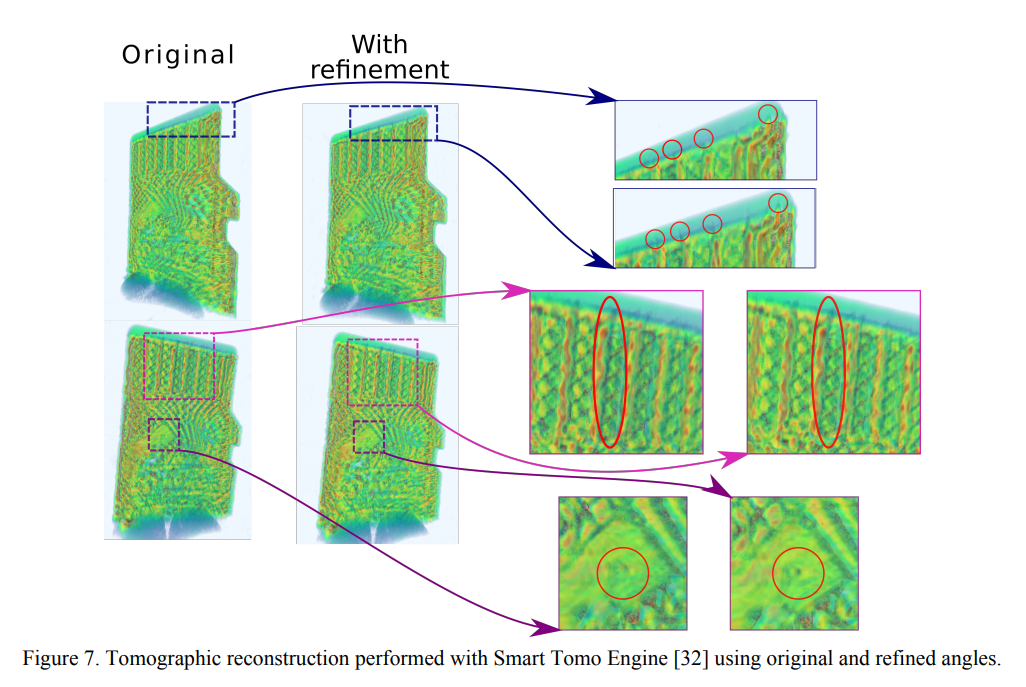 Original
With
refinement
Figure 7. Tomographic reconstruction performed with Smart Tomo Engine [32] using original and refined angles.